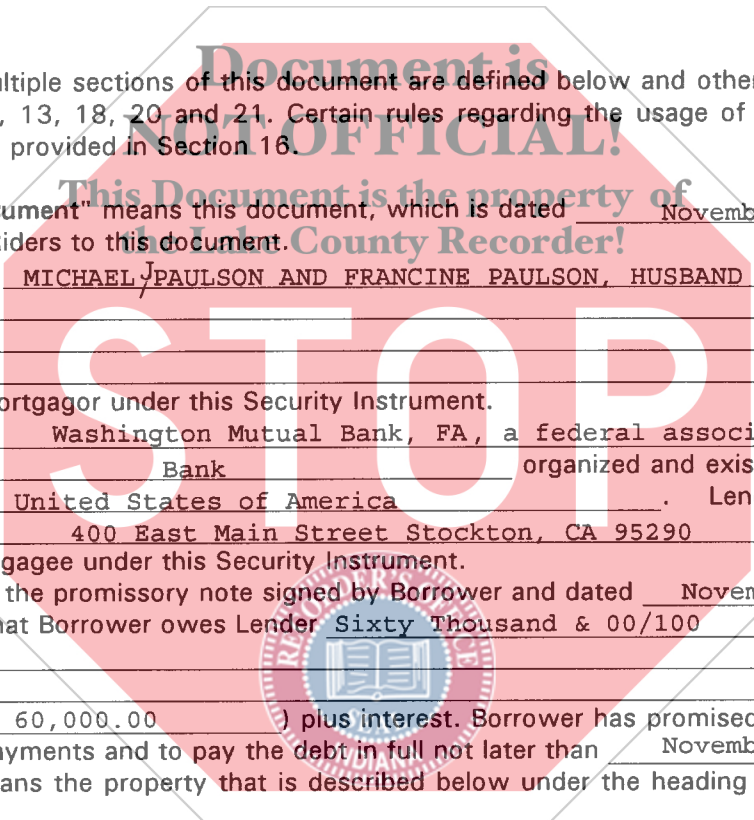 Document is
ultiple sections of this document are defined below and other
, 13, 18, 20 and 21. Certain rules regarding the usage of
NOT OFFICIAL!
provided in Section 16.
This Document is the property of
ument" means this document, which is dated Novemb
the Lake County Recorder!
iders to this document.
MICHAEL J PAULSON AND FRANCINE PAULSON, HUSBAND
STOP
ortgagor under this Security Instrument.
Washington Mutual Bank, FA, a federal associ
Bank organized and exis
United States of America . Len
400 East Main Street Stockton, CA 95290
gagee under this Security Instrument.
the promissory note signed by Borrower and dated Novem
hat Borrower owes Lender Sixty Thousand & 00/100
RECORDER'S OFFICE
60,000.00 ) plus interest. Borrower has promised
SEAL
ayments and to pay the debt in full not later than Novemb
INDIANA
ans the property that is described below under the heading